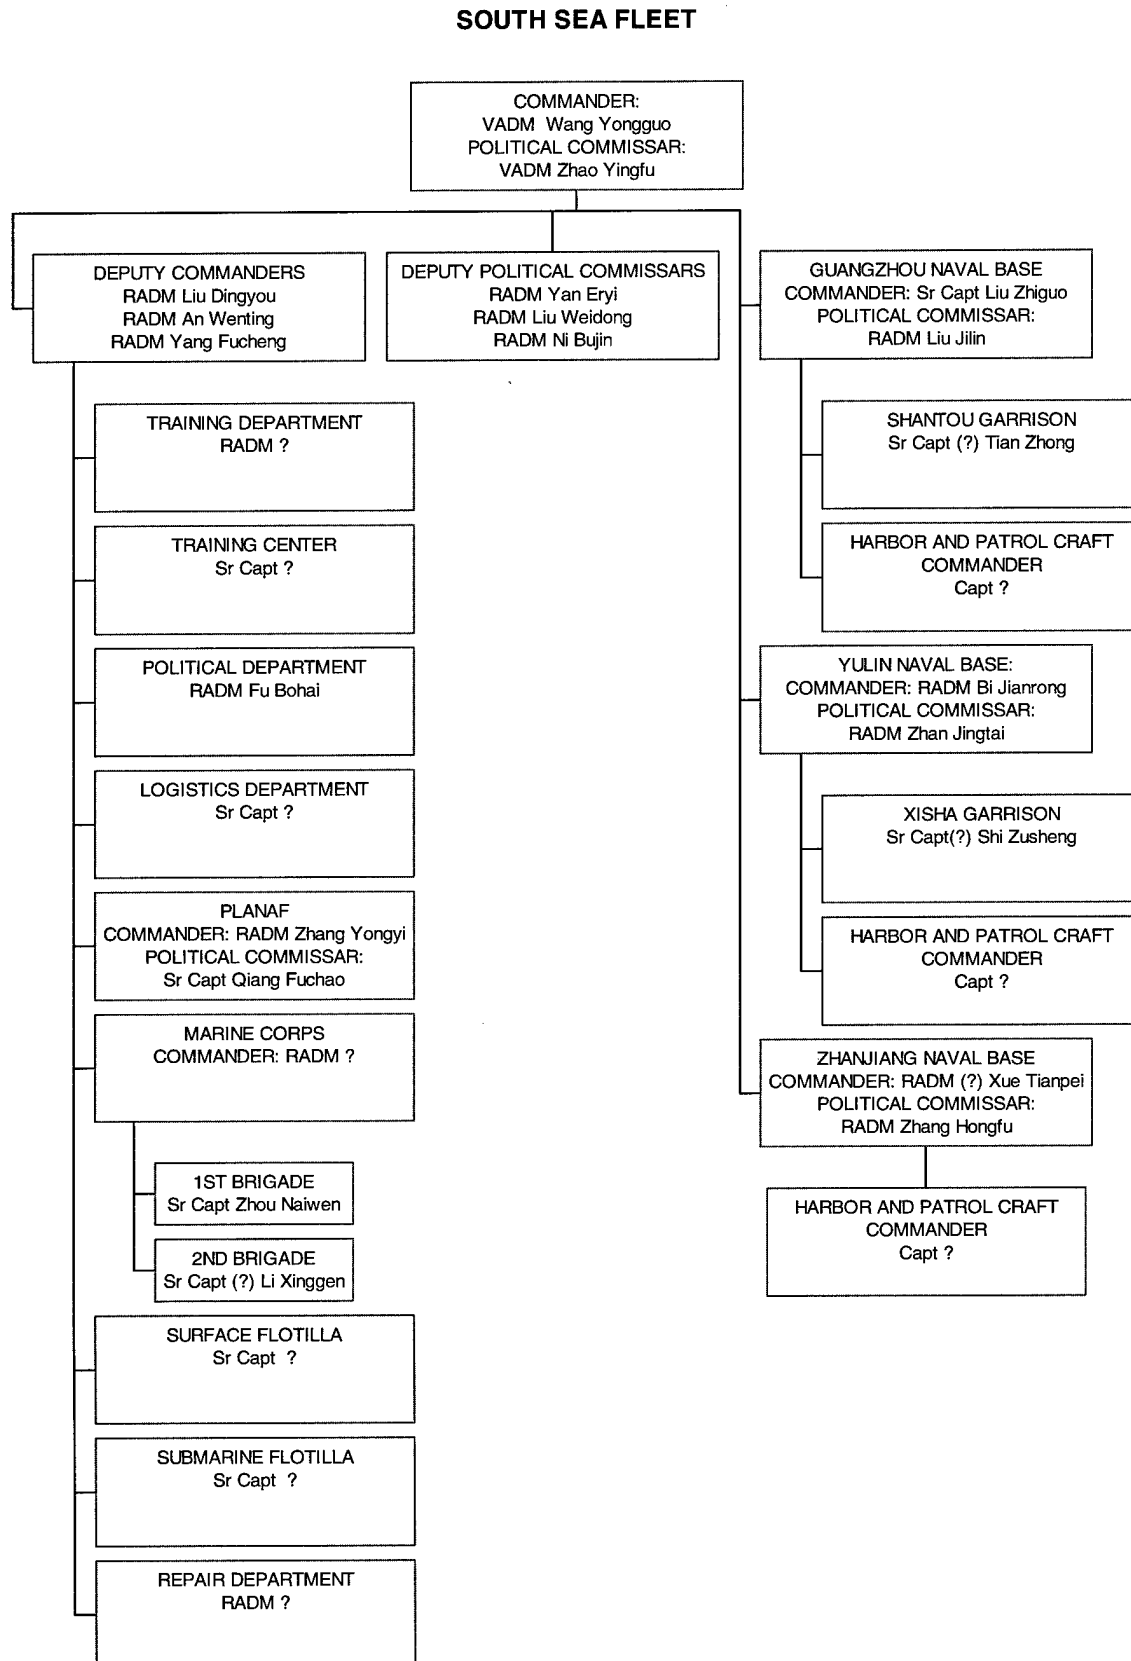 SOUTH SEA FLEET
COMMANDER:
VADM Wang Yongguo
POLITICAL COMMISSAR:
VADM Zhao Yingfu
DEPUTY COMMANDERS
RADM Liu Dingyou
RADM An Wenting
RADM Yang Fucheng
DEPUTY POLITICAL COMMISSARS
RADM Yan Eryi
RADM Liu Weidong
RADM Ni Bujin
GUANGZHOU NAVAL BASE
COMMANDER: Sr Capt Liu Zhiguo
POLITICAL COMMISSAR:
RADM Liu Jilin
TRAINING DEPARTMENT
RADM ?
TRAINING CENTER
Sr Capt ?
POLITICAL DEPARTMENT
RADM Fu Bohai
LOGISTICS DEPARTMENT
Sr Capt ?
PLANAF
COMMANDER: RADM Zhang Yongyi
POLITICAL COMMISSAR:
Sr Capt Qiang Fuchao
MARINE CORPS
COMMANDER: RADM ?
1ST BRIGADE
Sr Capt Zhou Naiwen
2ND BRIGADE
Sr Capt (?) Li Xinggen
SURFACE FLOTILLA
Sr Capt ?
SUBMARINE FLOTILLA
Sr Capt ?
REPAIR DEPARTMENT
RADM ?
SHANTOU GARRISON
Sr Capt (?) Tian Zhong
HARBOR AND PATROL CRAFT
COMMANDER
Capt ?
YULIN NAVAL BASE:
COMMANDER: RADM Bi Jianrong
POLITICAL COMMISSAR:
RADM Zhan Jingtai
XISHA GARRISON
Sr Capt(?) Shi Zusheng
HARBOR AND PATROL CRAFT
COMMANDER
Capt ?
ZHANJIANG NAVAL BASE
COMMANDER: RADM (?) Xue Tianpei
POLITICAL COMMISSAR:
RADM Zhang Hongfu
HARBOR AND PATROL CRAFT
COMMANDER
Capt ?